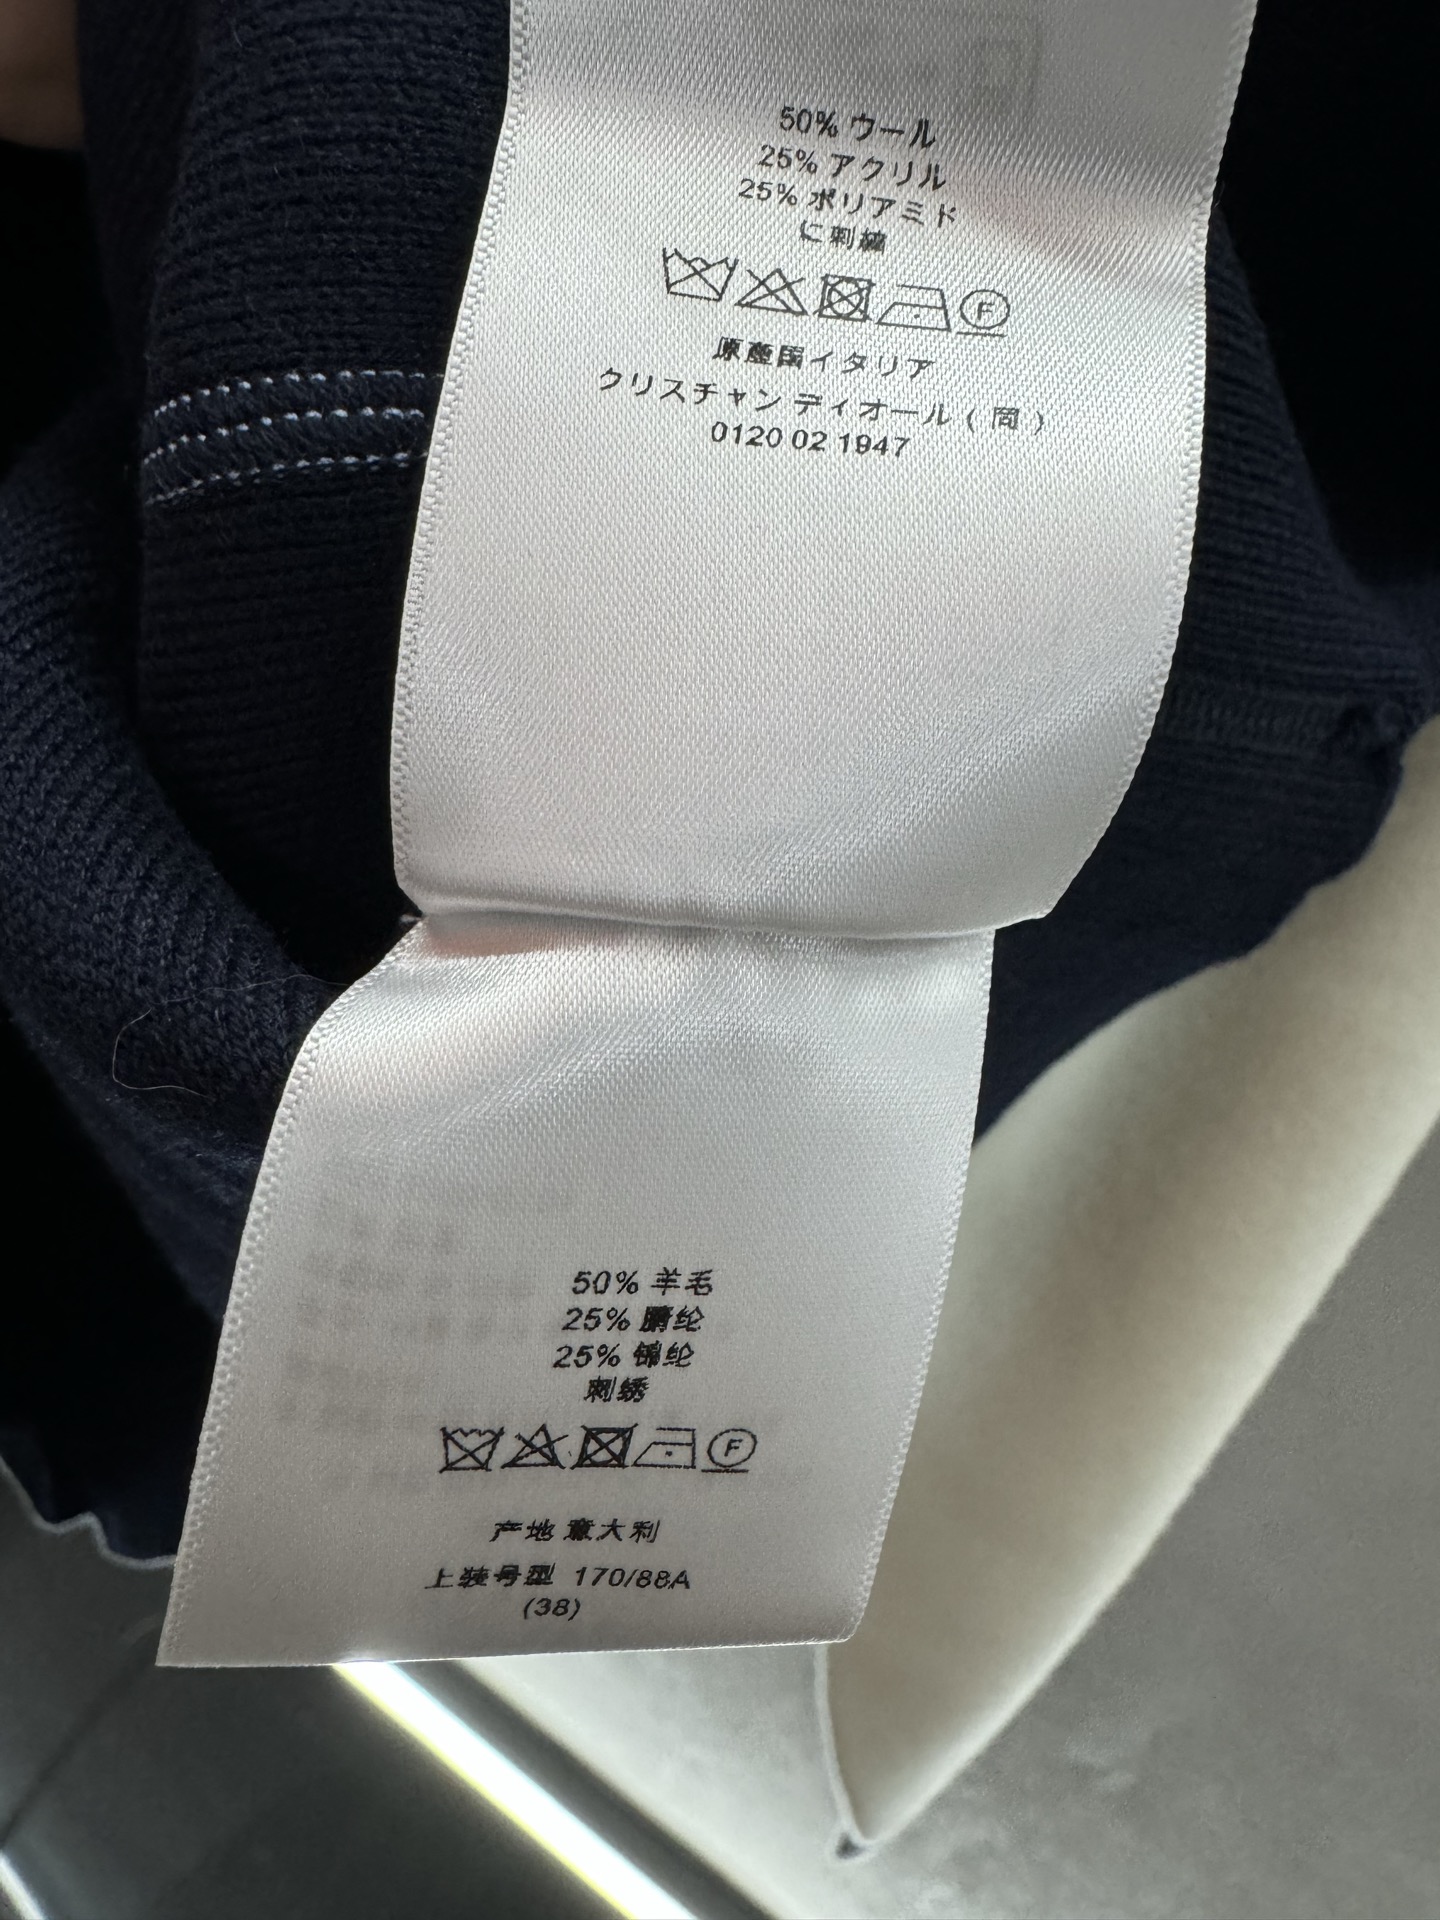 50% ウール
25% アクリル
25% ポリアミド
に刺繍
F
原産国イタリア
クリスチャン ディオール ( 同 )
0120 02 1947
50% 羊毛
25% 腈纶
25% 锦纶
刺绣
F
产地 意大利
上装号型 170/88A
(38)